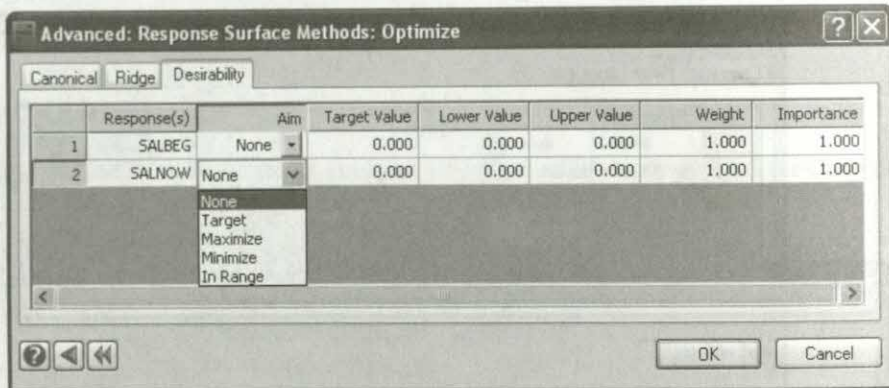 Advanced: Response Surface Methods: Optimize
Canonical Ridge Desirability
Response(s) Aim Target Value Lower Value Upper Value Weight Importance
1 SALBEG None 0.000 0.000 0.000 1.000 1.000
2 SALNOW None 0.000 0.000 0.000 1.000 1.000
None
Target
Maximize
Minimize
In Range
OK Cancel